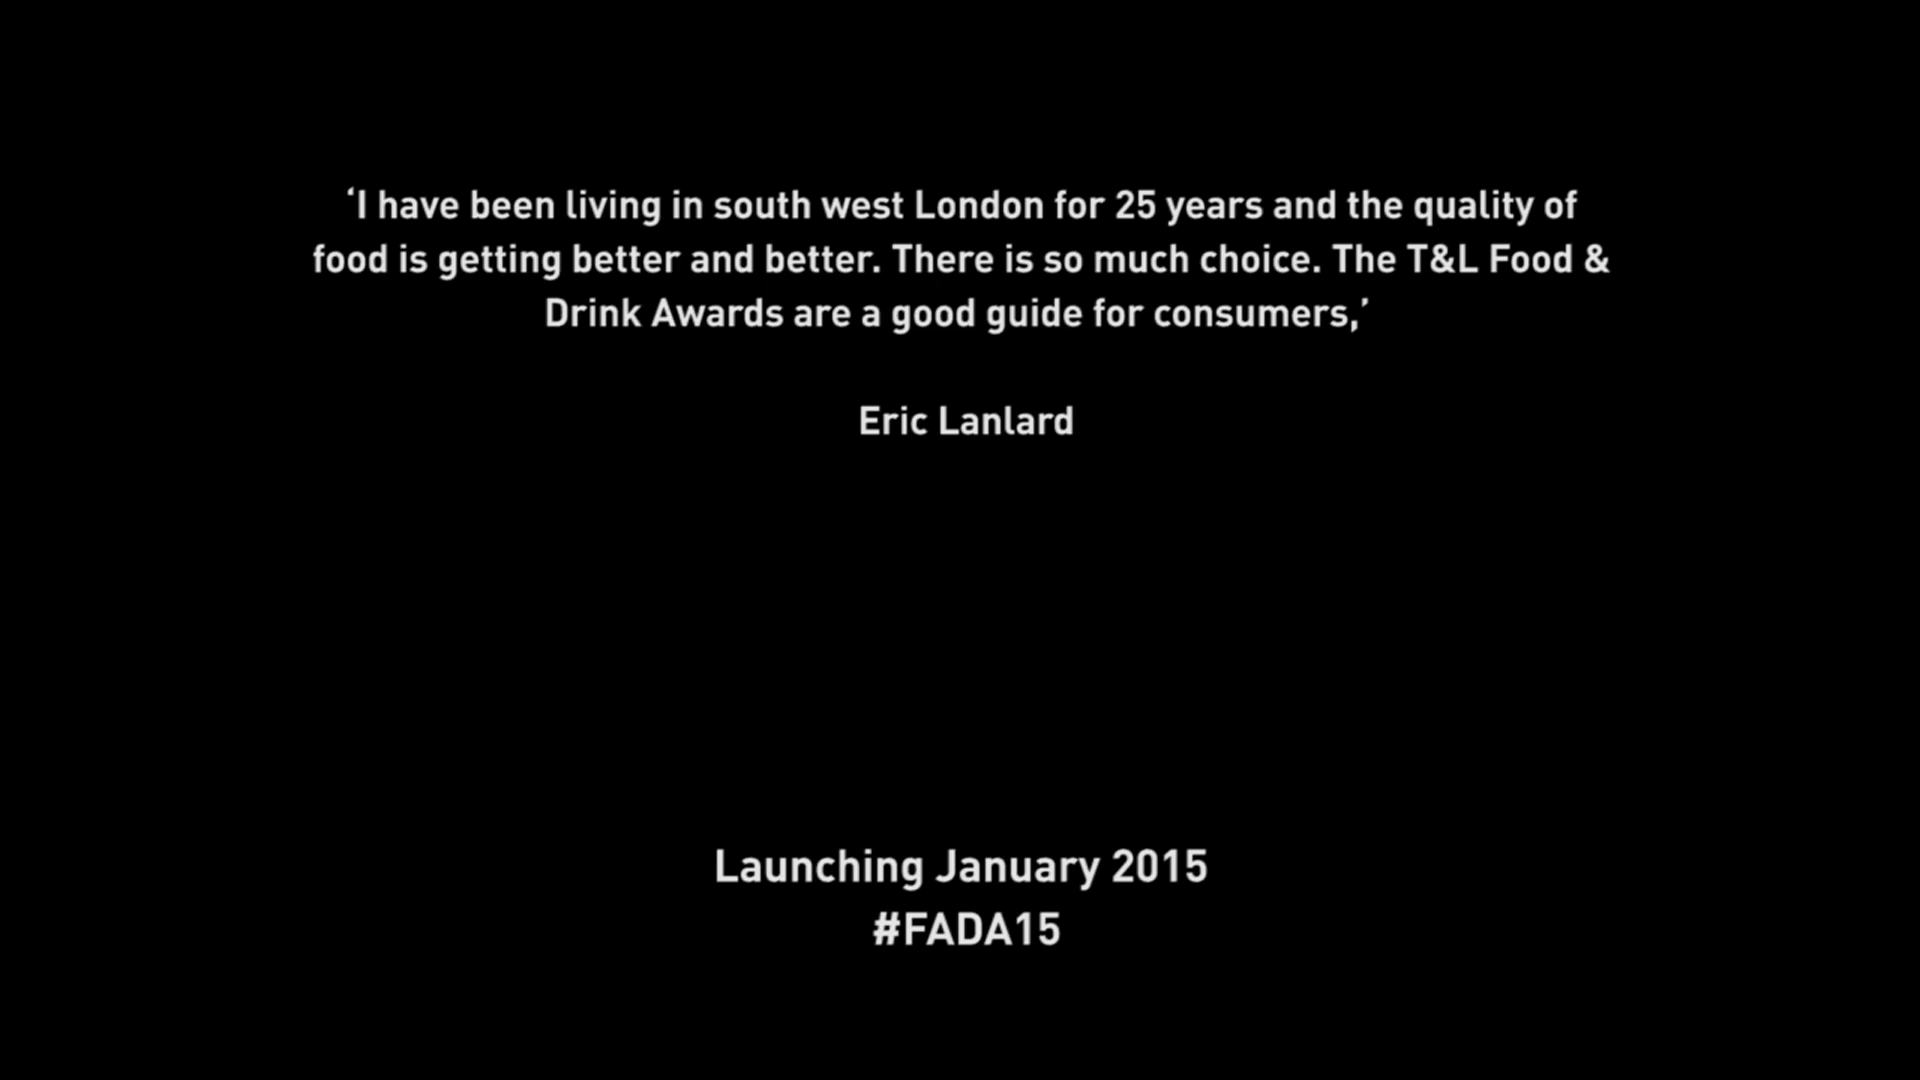 ‘I have been living in south west London for 25 years and the quality of
food is getting better and better. There is so much choice. The T&L Food &
Drink Awards are a good guide for consumers,’
Eric Lanlard
Launching January 2015
#FADA15